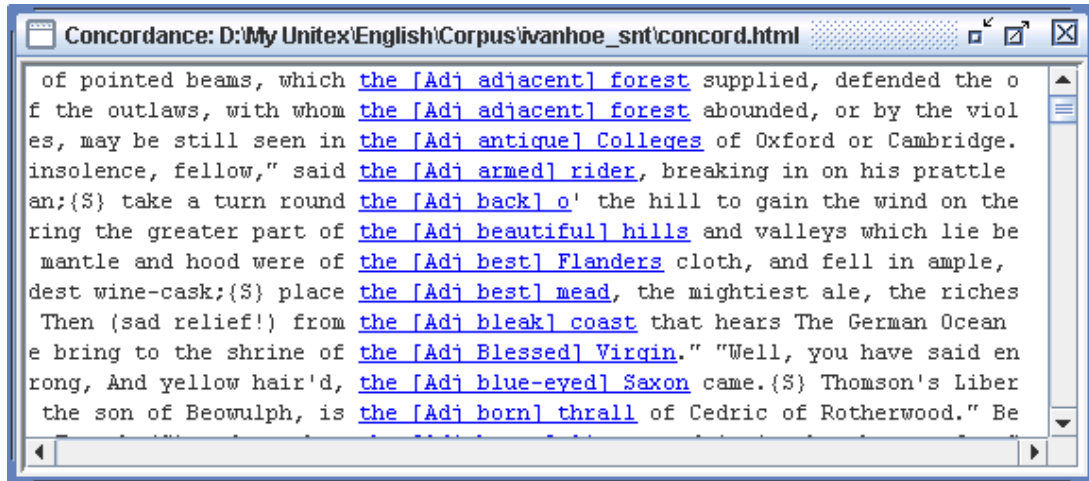 Concordance: D:\My Unitex\English\Corpus\ivanhoe_snt\concord.html
of pointed beams, which the [Adj adjacent] forest supplied, defended the o
f the outlaws, with whom the [Adj adjacent] forest abounded, or by the viol
es, may be still seen in the [Adj antique] Colleges of Oxford or Cambridge.
insolence, fellow," said the [Adj armed] rider, breaking in on his prattle
an;{S} take a turn round the [Adj back] o' the hill to gain the wind on the
ring the greater part of the [Adj beautiful] hills and valleys which lie be
mantle and hood were of the [Adj best] Flanders cloth, and fell in ample,
dest wine-cask;{S} place the [Adj best] mead, the mightiest ale, the riches
Then (sad relief!) from the [Adj bleak] coast that hears The German Ocean
e bring to the shrine of the [Adj Blessed] Virgin." "Well, you have said en
rong, And yellow hair'd, the [Adj blue-eyed] Saxon came.{S} Thomson's Liber
the son of Beowulph, is the [Adj born] thrall of Cedric of Rotherwood." Be